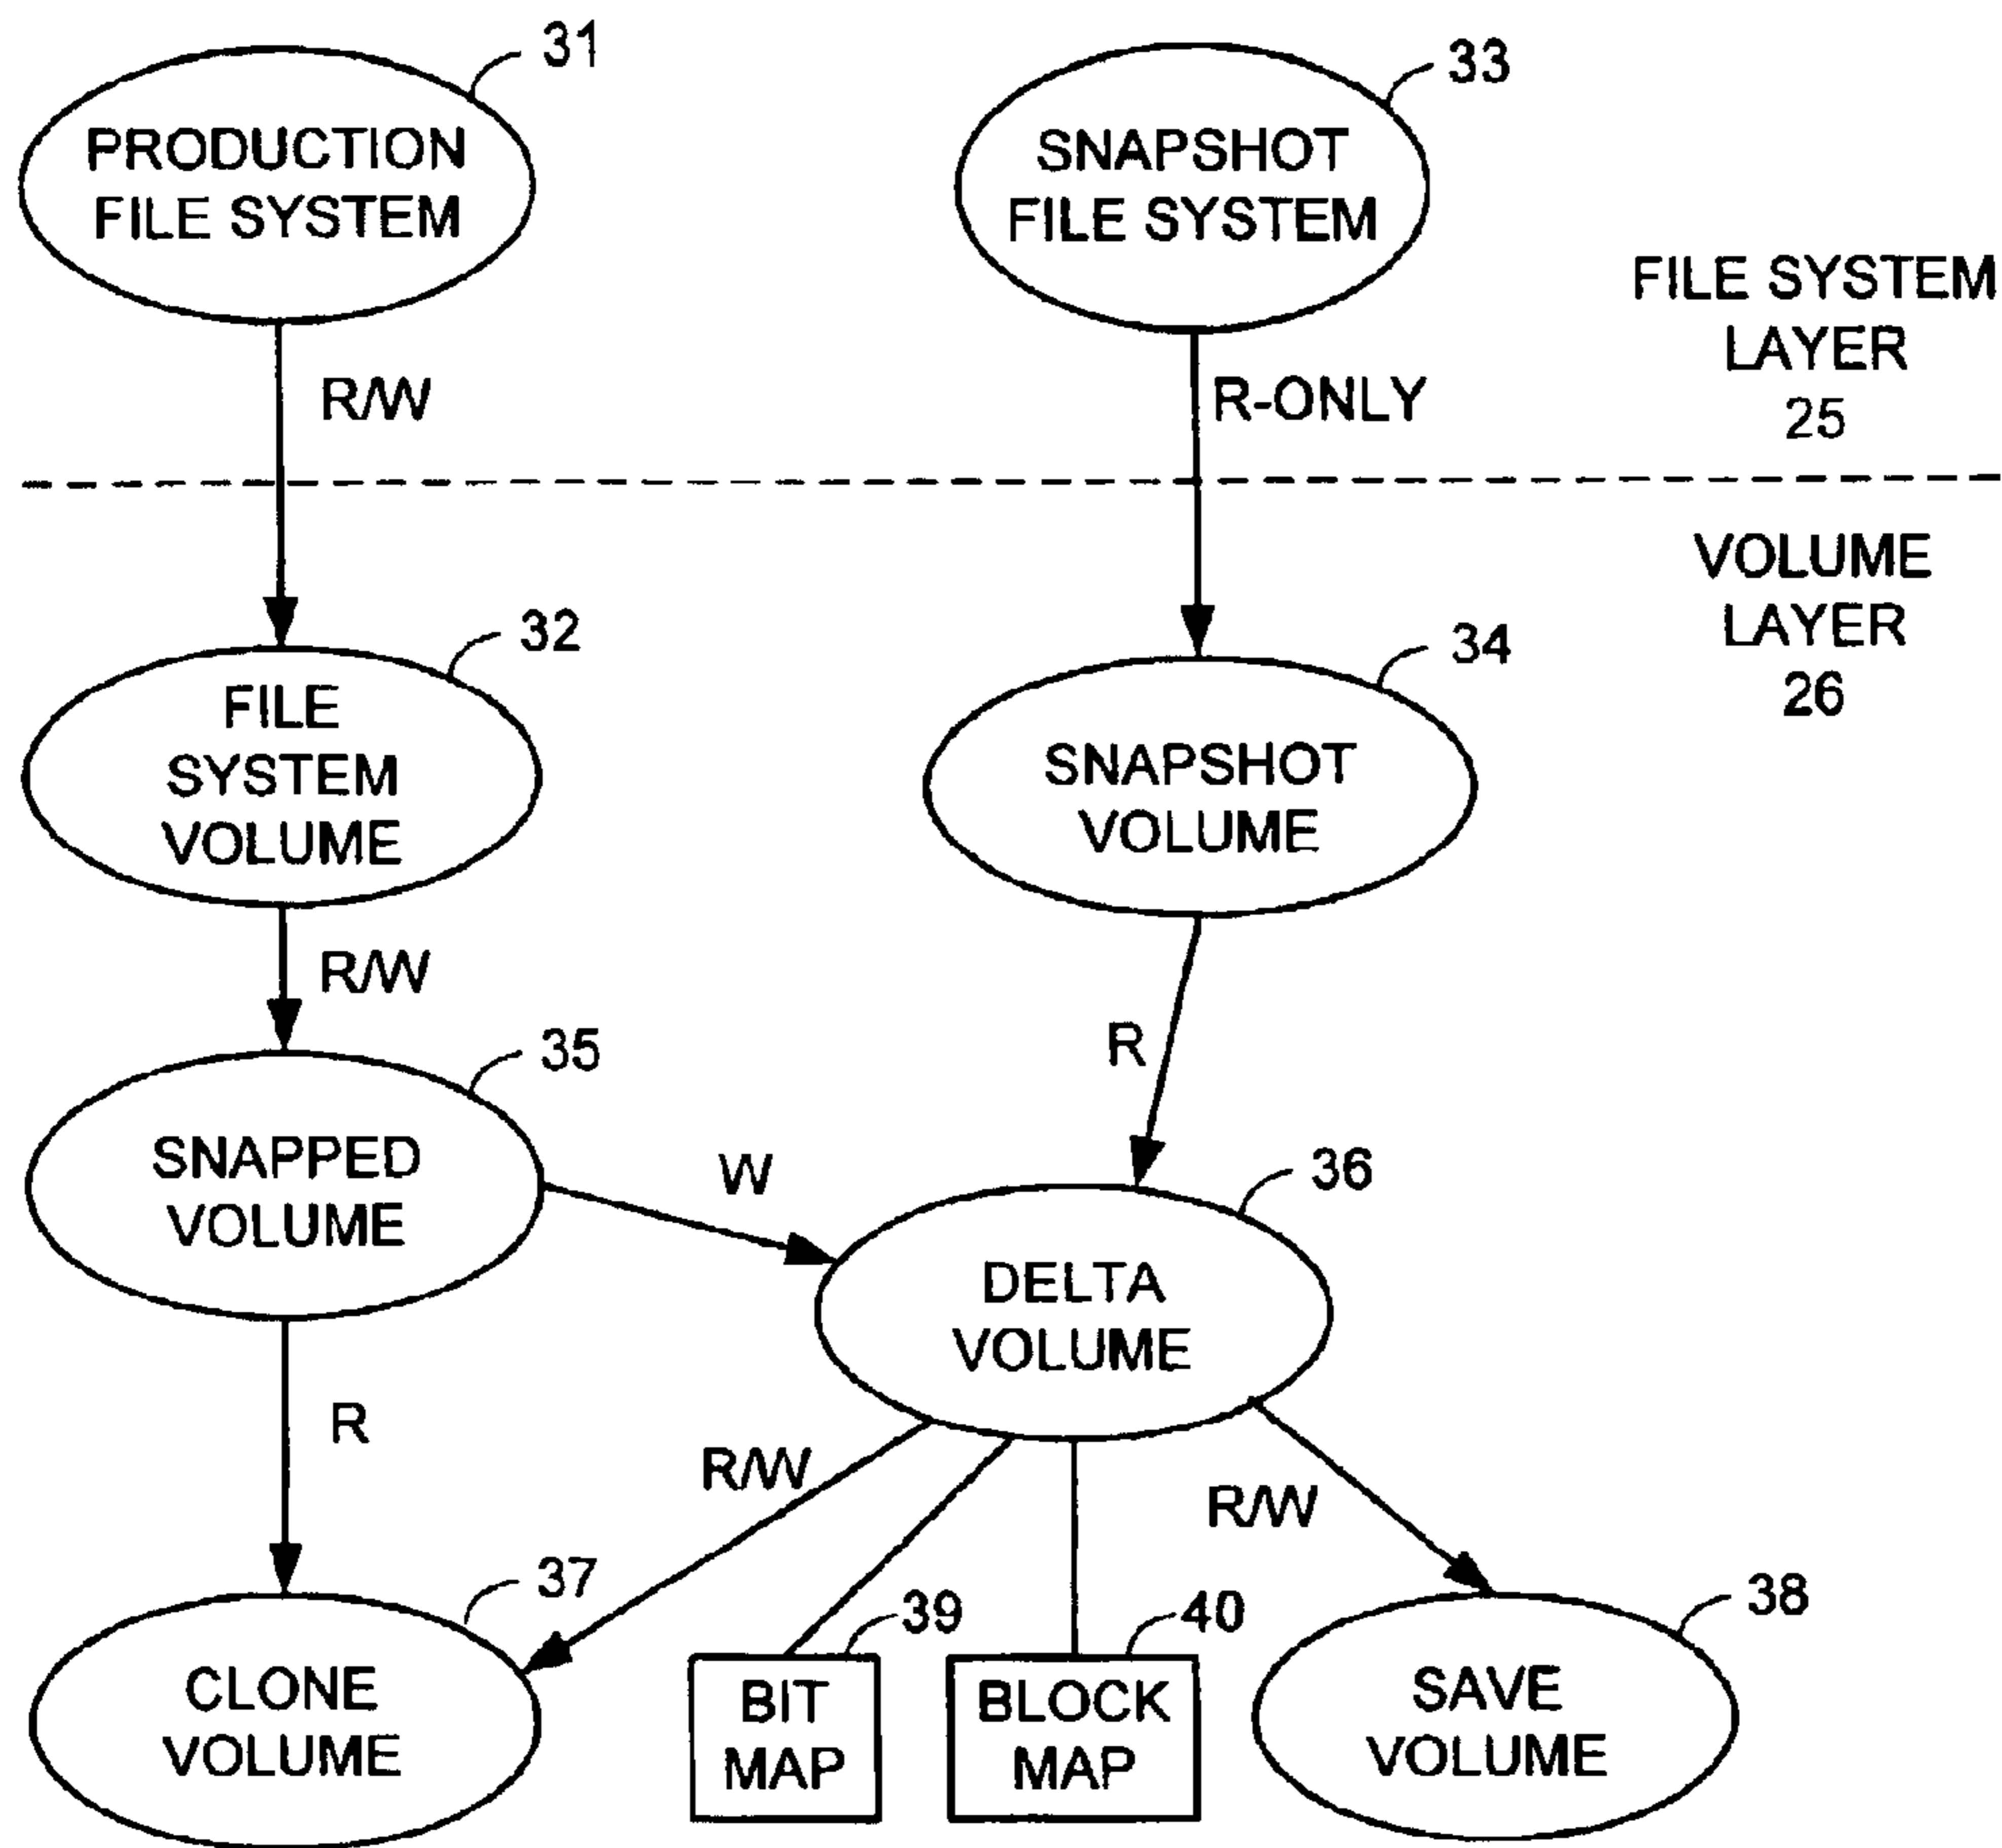 31
PRODUCTION
FILE SYSTEM
33
SNAPSHOT
FILE SYSTEM
FILE SYSTEM
LAYER
25
R/W
R-ONLY
VOLUME
LAYER
26
32
FILE
SYSTEM
VOLUME
34
SNAPSHOT
VOLUME
R/W
R
35
SNAPPED
VOLUME
W
36
DELTA
VOLUME
R
R/W
R/W
37
CLONE
VOLUME
39
BIT
MAP
40
BLOCK
MAP
38
SAVE
VOLUME